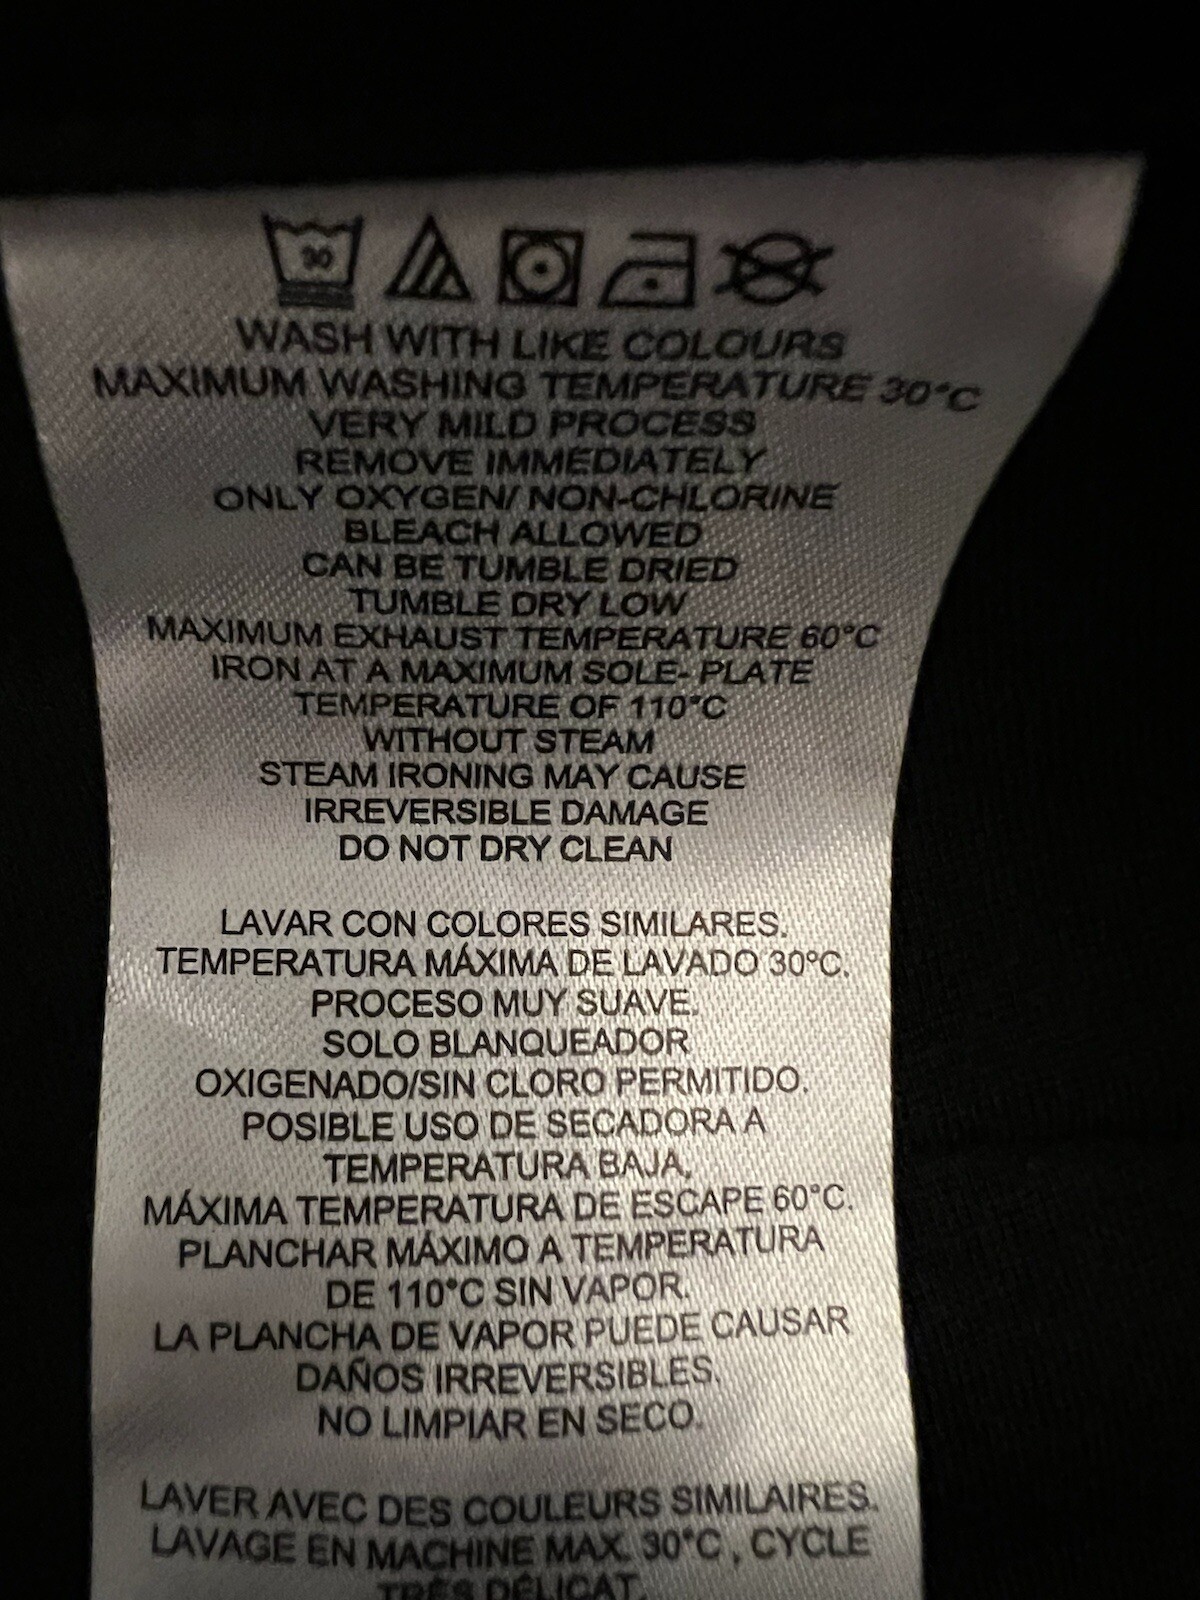 30
WASH WITH LIKE COLOURS
MAXIMUM WASHING TEMPERATURE 30°C
VERY MILD PROCESS
REMOVE IMMEDIATELY
ONLY OXYGEN/ NON-CHLORINE
BLEACH ALLOWED
CAN BE TUMBLE DRIED
TUMBLE DRY LOW
MAXIMUM EXHAUST TEMPERATURE 60°C
IRON AT A MAXIMUM SOLE- PLATE
TEMPERATURE OF 110°C
WITHOUT STEAM
STEAM IRONING MAY CAUSE
IRREVERSIBLE DAMAGE
DO NOT DRY CLEAN
LAVAR CON COLORES SIMILARES.
TEMPERATURA MÁXIMA DE LAVADO 30°C.
PROCESO MUY SUAVE.
SOLO BLANQUEADOR
OXIGENADO/SIN CLORO PERMITIDO.
POSIBLE USO DE SECADORA A
TEMPERATURA BAJA,
MÁXIMA TEMPERATURA DE ESCAPE 60°C.
PLANCHAR MÁXIMO A TEMPERATURA
DE 110°C SIN VAPOR.
LA PLANCHA DE VAPOR PUEDE CAUSAR
DAÑOS IRREVERSIBLES.
NO LIMPIAR EN SECO.
LAVER AVEC DES COULEURS SIMILAIRES.
LAVAGE EN MACHINE MAX. 30°C, CYCLE
TRÈS DÉLICAT.